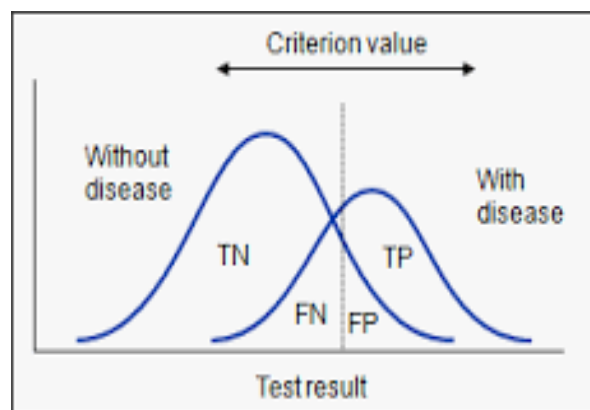 Criterion value
Without
disease
With
disease
TN
TP
FN
FP
Test result